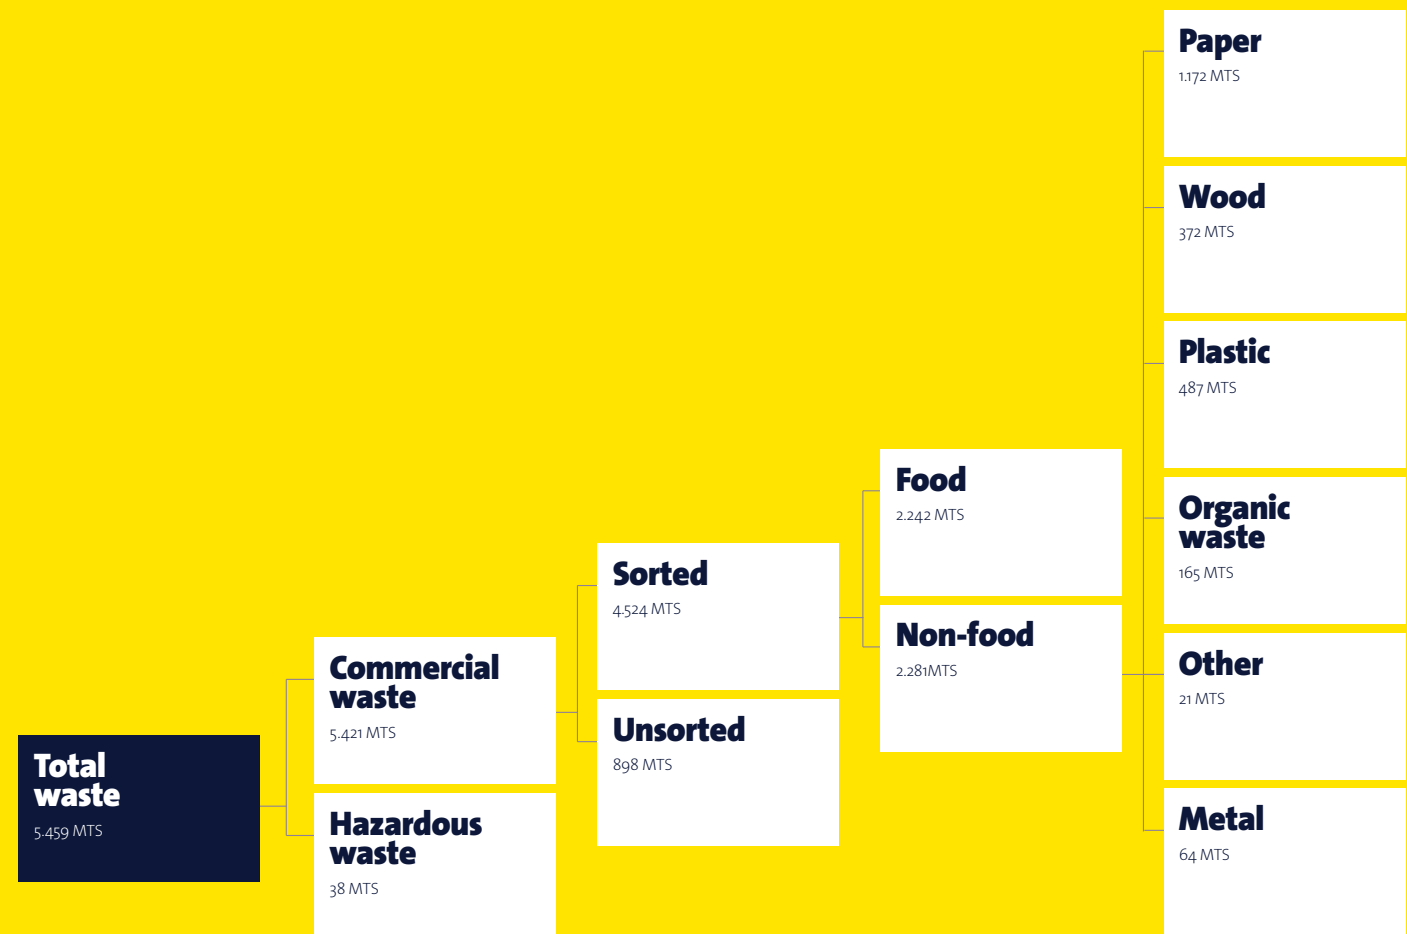 Total
waste
5.459 MTS
Commercial
waste
5.421 MTS
Hazardous
waste
38 MTS
Sorted
4.524 MTS
Unsorted
898 MTS
Food
2.242 MTS
Non-food
2.281MTS
Paper
1.172 MTS
Wood
372 MTS
Plastic
487 MTS
Organic
waste
165 MTS
Other
21 MTS
Metal
64 MTS